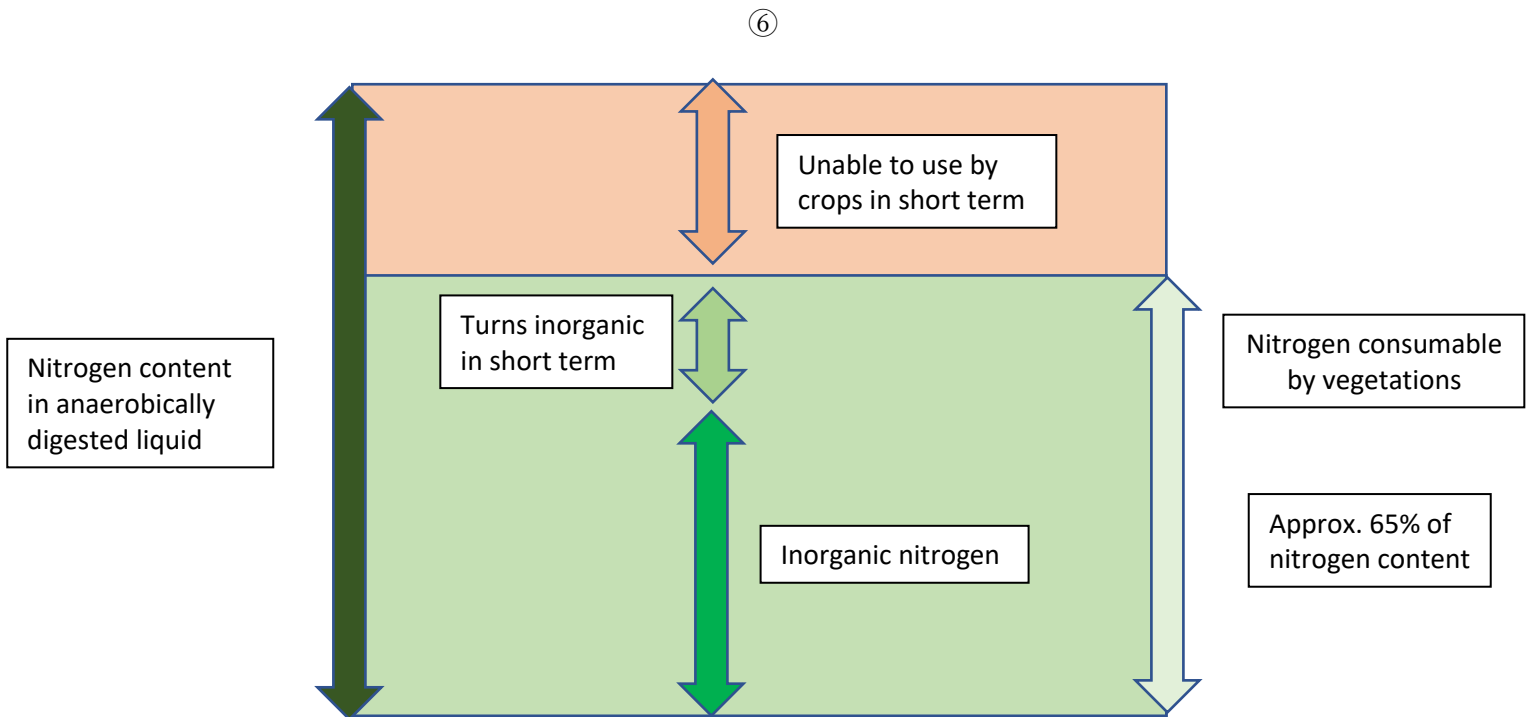 ⑥
Unable to use by
crops in short term
Turns inorganic
in short term
Nitrogen content
in anaerobically
digested liquid
Nitrogen consumable
by vegetations
Inorganic nitrogen
Approx. 65% of
nitrogen content